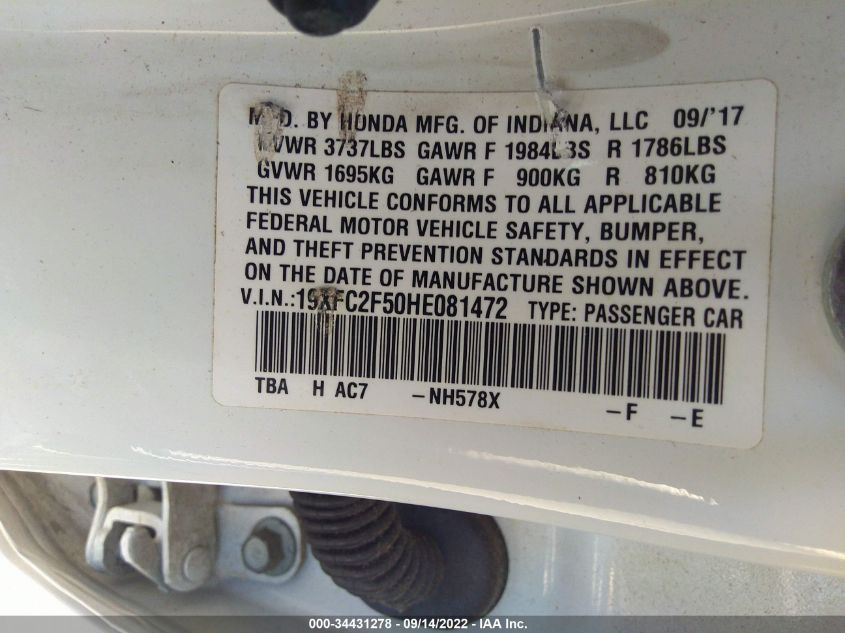 MFD. BY HONDA MFG. OF INDIANA, LLC 09/'17
GVWR 3737LBS GAWR F 1984LBS R 1786LBS
GVWR 1695KG GAWR F 900KG R 810KG
THIS VEHICLE CONFORMS TO ALL APPLICABLE
FEDERAL MOTOR VEHICLE SAFETY, BUMPER,
AND THEFT PREVENTION STANDARDS IN EFFECT
ON THE DATE OF MANUFACTURE SHOWN ABOVE.
V.I.N.:19XFC2F50HE081472 TYPE: PASSENGER CAR
TBA H AC7 -NH578X -F -E
000-34431278 - 09/14/2022 - IAA Inc.